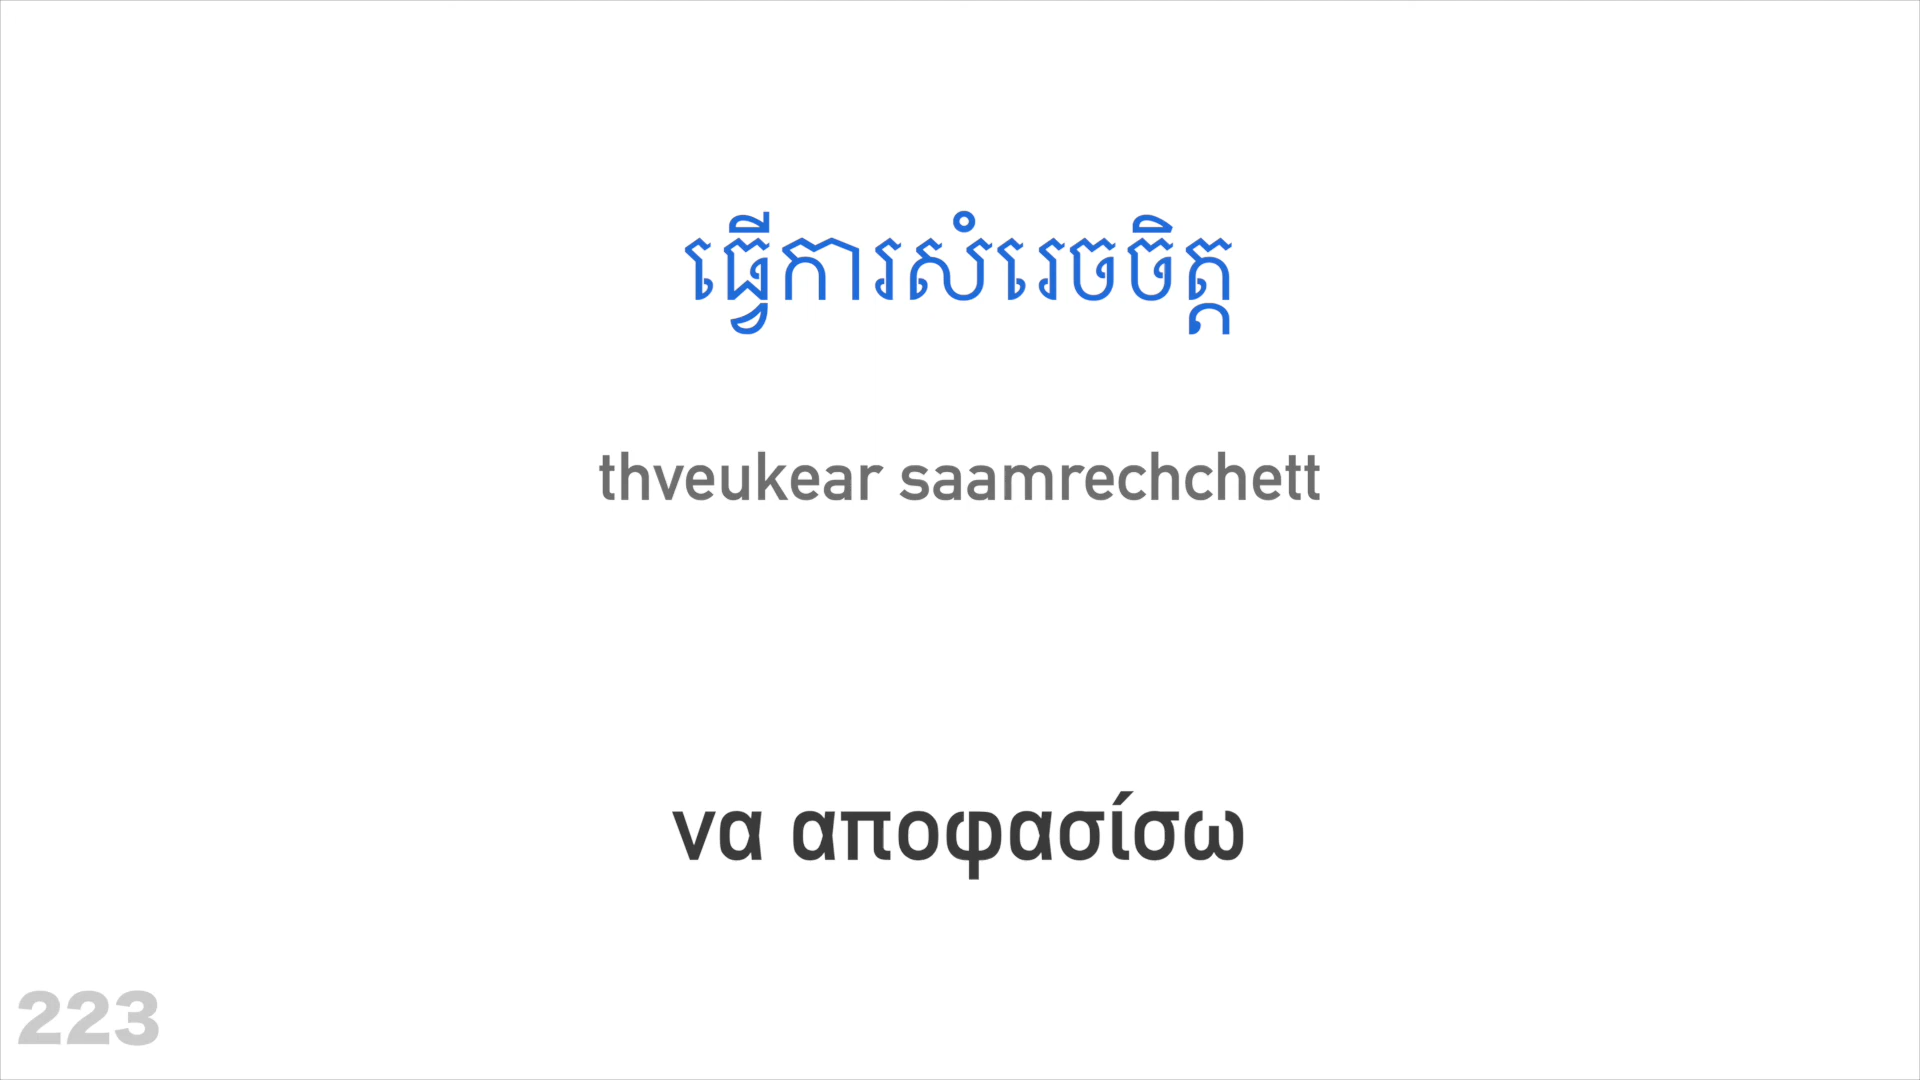 ធ្វើការសំរេចចិត្ត
thveukear saamrechchett
να αποφασίσω
223